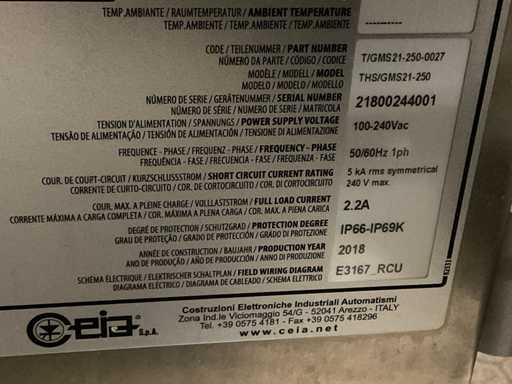 TEMP.AMBIANTE / RAUMTEMPERATUR / AMBIENT TEMPERATURE
TEMP.AMBIENTE / TEMP.AMBIENTE / TEMP.AMBIENTE
CODE / TEILENUMMER / PART NUMBER T/GMS21-250-0027
NÚMERO DA PARTE / CÓDIGO / CODICE
MODÈLE / MODELL / MODEL THS/GMS21-250
MODELO / MODELO / MODELLO
NÚMERO DE SERIE / GERÄTENUMMER / SERIAL NUMBER 21800244001
NÚMERO DE SÉRIE / NÚMERO DE SERIE / MATRICOLA
TENSION D'ALIMENTATION / SPANNUNGS / POWER SUPPLY VOLTAGE 100-240Vac
TENSÃO DE ALIMENTAÇÃO / TENSIÓN DE ALIMENTACIÓN / TENSIONE DI ALIMENTAZIONE
FREQUENCE - PHASE / FREQUENZ - PHASE / FREQUENCY - PHASE 50/60Hz 1ph
FREQUÊNCIA - FASE / FRECUENCIA - FASE / FREQUENZA - FASE
COUR. DE COUPT-CIRCUIT / KURZSCHLUSSSTROM / SHORT CIRCUIT CURRENT RATING 5 kA rms symmetrical
CORRENTE DE CURTO-CIRCUITO / COR. DE CORTOCIRCUITO / COR. DI CORTOCIRCUITO 240 V max.
COUR. MAX. A PLEINE CHARGE / VOLLASTSTROM / FULL LOAD CURRENT 2.2A
CORRENTE MÁXIMA A CARGA COMPLETA / COR. MÁXIMA A PLENA CARGA / COR. MAX. A PIENA CARICA
DEGRÉ DE PROTECTION / SCHUTZGRAD / PROTECTION DEGREE IP66-IP69K
GRAU DE PROTEÇÃO / GRADO DE PROTECCIÓN / GRADO DI PROTEZIONE
ANNÉE DE CONSTRUCTION / BAUJAHR / PRODUCTION YEAR 2018
ANO DE PRODUÇÃO / AÑO DE PRODUCCIÓN / ANNO DI PRODUZIONE
SCHÉMA ÉLECTRIQUE / ELEKTRISCHER SCHALTPLAN / FIELD WIRING DIAGRAM E3167_RCU
DIAGRAMA ELÉCTRICO / DIAGRAMA DE CABLEADO / SCHEMA ELETTRICO
Ceia S.p.A.
Costruzioni Elettroniche Industriali Automatismi
Zona Ind.le Viciomaggio 54/G - 52041 Arezzo - ITALY
Tel. +39 0575 4181 - Fax +39 0575 418296
www.ceia.net